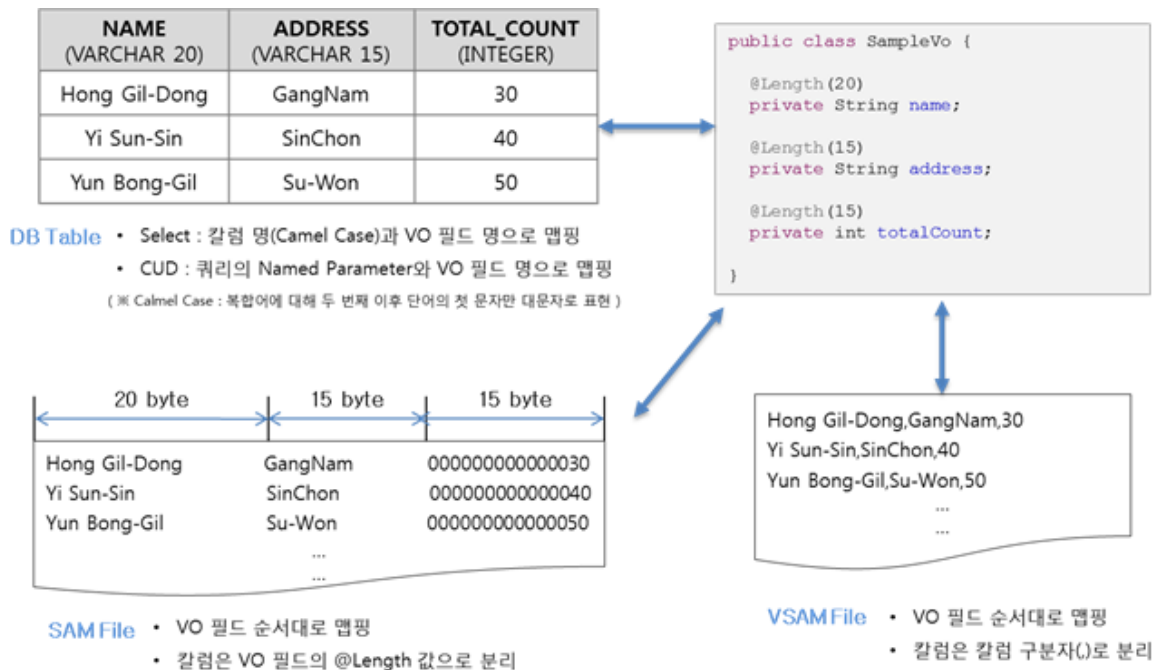 NAME ADDRESS TOTAL_COUNT
(VARCHAR 20) (VARCHAR 15) (INTEGER)
Hong Gil-Dong GangNam 30
Yi Sun-Sin SinChon 40
Yun Bong-Gil Su-Won 50
DB Table • Select : 칼럼 명(Camel Case)과 VO 필드 명으로 맵핑
• CUD : 쿼리의 Named Parameter와 VO 필드 명으로 맵핑
( ※ Calmel Case : 복합어에 대해 두 번째 이후 단어의 첫 문자만 대문자로 표현 )
public class SampleVo {
@Length(20)
private String name;
@Length(15)
private String address;
@Length(15)
private int totalCount;
}
20 byte 15 byte 15 byte
Hong Gil-Dong GangNam 000000000000030
Yi Sun-Sin SinChon 000000000000040
Yun Bong-Gil Su-Won 000000000000050
...
...
SAM File • VO 필드 순서대로 맵핑
• 칼럼은 VO 필드의 @Length 값으로 분리
Hong Gil-Dong,GangNam,30
Yi Sun-Sin,SinChon,40
Yun Bong-Gil,Su-Won,50
...
...
VSAM File • VO 필드 순서대로 맵핑
• 칼럼은 칼럼 구분자(,)로 분리